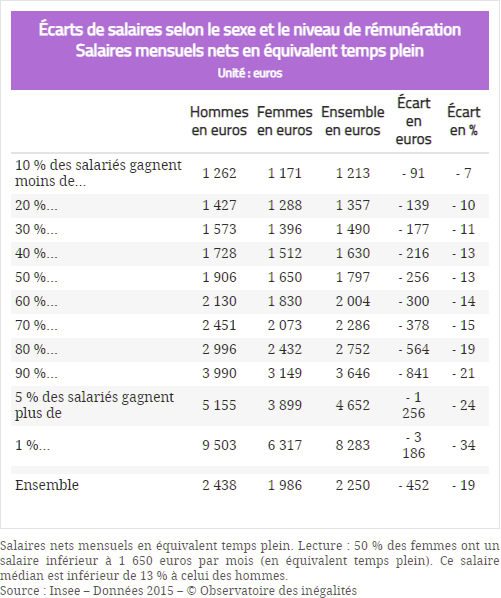 Écarts de salaires selon le sexe et le niveau de rémunération
Salaires mensuels nets en équivalent temps plein
Unité : euros
Hommes en euros Femmes en euros Ensemble en euros Écart en euros Écart en %
10 % des salariés gagnent moins de... 1 262 1 171 1 213 - 91 - 7
20 %... 1 427 1 288 1 357 - 139 - 10
30 %... 1 573 1 396 1 490 - 177 - 11
40 %... 1 728 1 512 1 630 - 216 - 13
50 %... 1 906 1 650 1 797 - 256 - 13
60 %... 2 130 1 830 2 004 - 300 - 14
70 %... 2 451 2 073 2 286 - 378 - 15
80 %... 2 996 2 432 2 752 - 564 - 19
90 %... 3 990 3 149 3 646 - 841 - 21
5 % des salariés gagnent plus de 5 155 3 899 4 652 - 1 256 - 24
1 %... 9 503 6 317 8 283 - 3 186 - 34
Ensemble 2 438 1 986 2 250 - 452 - 19
Salaires nets mensuels en équivalent temps plein. Lecture : 50 % des femmes ont un
salaire inférieur à 1 650 euros par mois (en équivalent temps plein). Ce salaire
médian est inférieur de 13 % à celui des hommes.
Source : Insee – Données 2015 – © Observatoire des inégalités